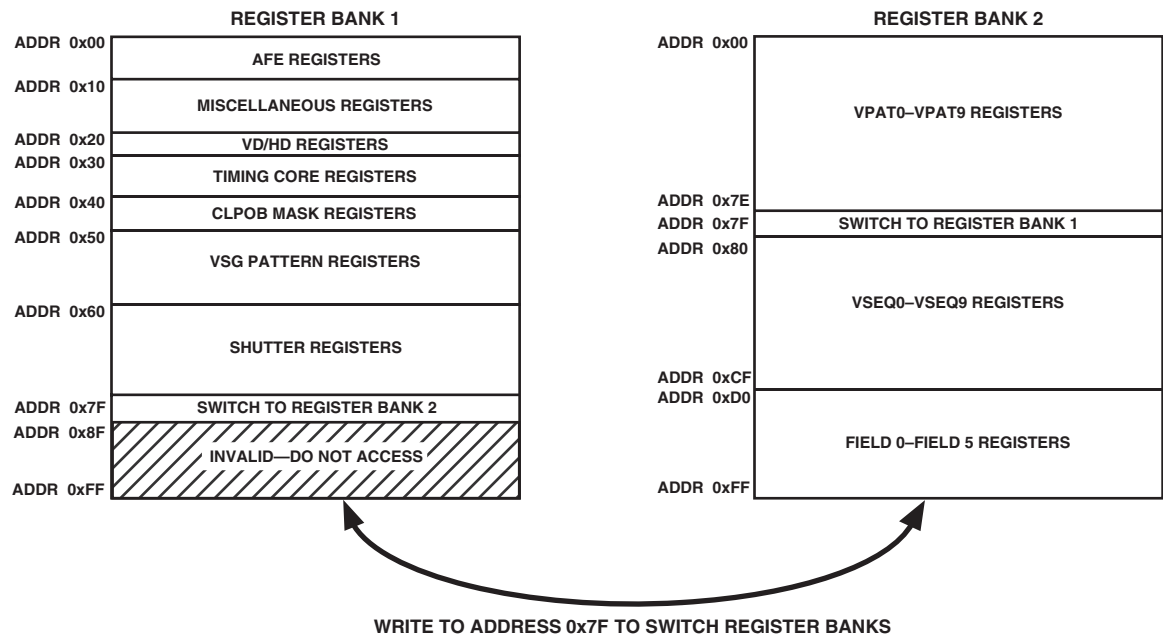 REGISTER BANK 1
ADDR 0x00
AFE REGISTERS
ADDR 0x10
MISCELLANEOUS REGISTERS
ADDR 0x20
VD/HD REGISTERS
ADDR 0x30
TIMING CORE REGISTERS
ADDR 0x40
CLPOB MASK REGISTERS
ADDR 0x50
VSG PATTERN REGISTERS
ADDR 0x60
SHUTTER REGISTERS
ADDR 0x7F
SWITCH TO REGISTER BANK 2
ADDR 0x8F
INVALID—DO NOT ACCESS
ADDR 0xFF
REGISTER BANK 2
ADDR 0x00
VPAT0–VPAT9 REGISTERS
ADDR 0x7E
ADDR 0x7F
SWITCH TO REGISTER BANK 1
ADDR 0x80
VSEQ0–VSEQ9 REGISTERS
ADDR 0xCF
ADDR 0xD0
FIELD 0–FIELD 5 REGISTERS
ADDR 0xFF
WRITE TO ADDRESS 0x7F TO SWITCH REGISTER BANKS